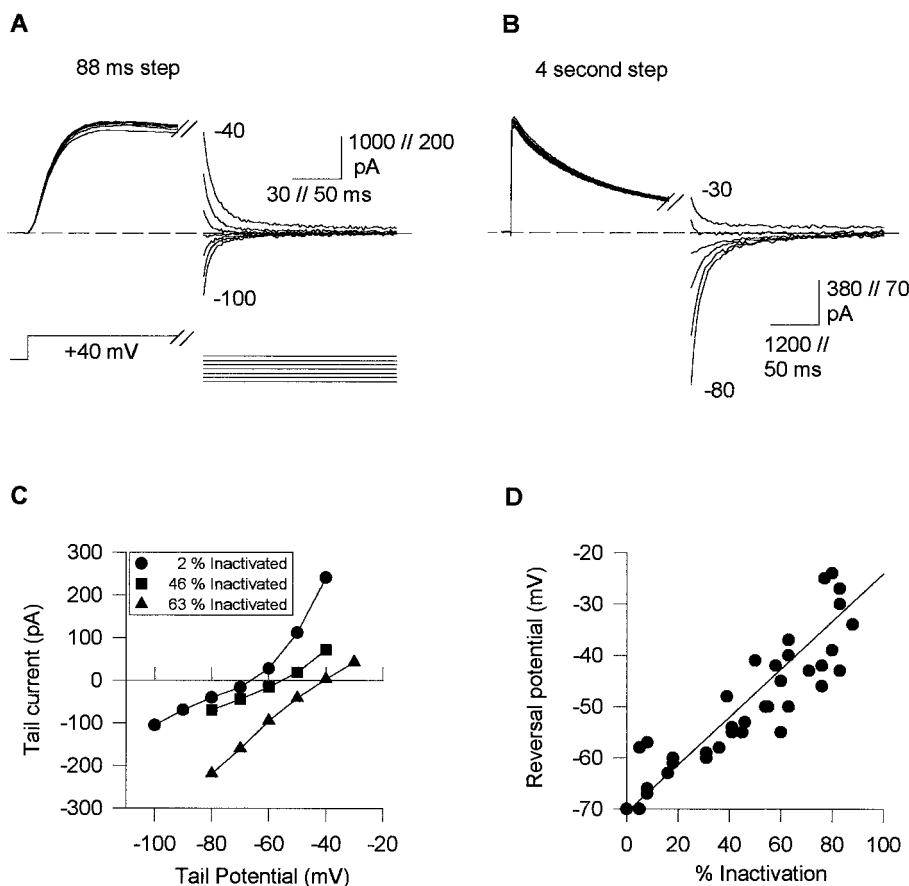 A
88 ms step
-40
1000 // 200
pA
30 // 50 ms
-100
+40 mV
B
4 second step
-30
380 // 70
pA
1200 //
50 ms
-80
C
300
200
100
0
-100
-200
-300
Tail current (pA)
2 % Inactivated
46 % Inactivated
63 % Inactivated
-100
-80
-60
-40
-20
Tail Potential (mV)
D
-20
-30
-40
-50
-60
-70
Reversal potential (mV)
0
20
40
60
80
100
% Inactivation